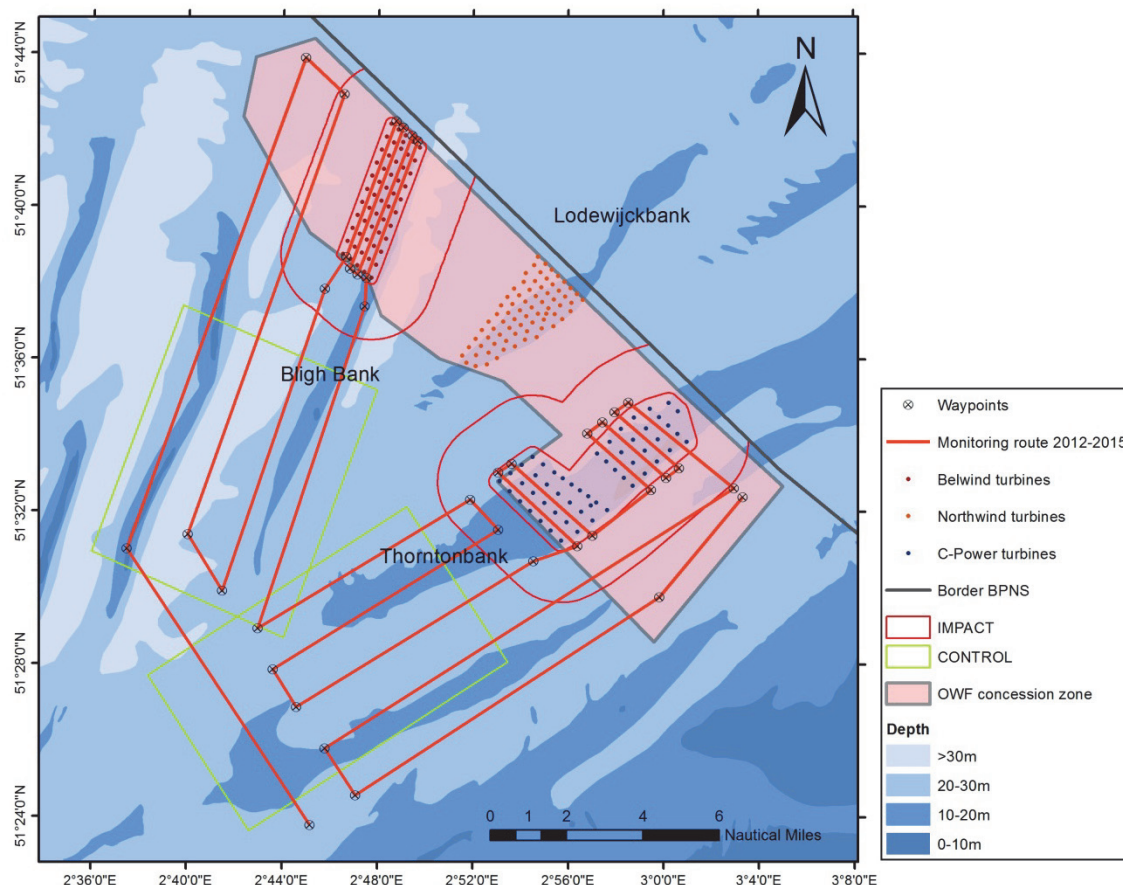 51°44'0"N
51°40'0"N
51°36'0"N
51°32'0"N
51°28'0"N
51°24'0"N
N
Lodewijckbank
Bligh Bank
Thorntonbank
0 1 2 4 6
Nautical Miles
2°36'0"E 2°40'0"E 2°44'0"E 2°48'0"E 2°52'0"E 2°56'0"E 3°0'0"E 3°4'0"E 3°8'0"E
Waypoints
Monitoring route 2012-2015
Belwind turbines
Northwind turbines
C-Power turbines
Border BPNS
IMPACT
CONTROL
OWF concession zone
Depth
>30m
20-30m
10-20m
0-10m